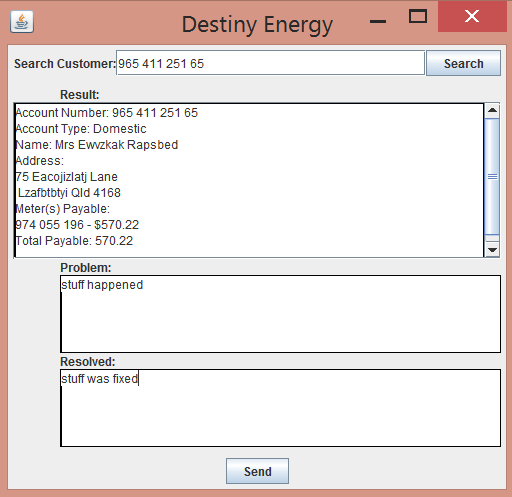 Destiny Energy
Search Customer: 965 411 251 65 Search
Result:
Account Number: 965 411 251 65
Account Type: Domestic
Name: Mrs Ewvzkak Rapsbed
Address:
75 Eacojizlatj Lane
Lzafbtbtyi Qld 4168
Meter(s) Payable:
974 055 196 - $570.22
Total Payable: 570.22
Problem:
stuff happened
Resolved:
stuff was fixed
Send